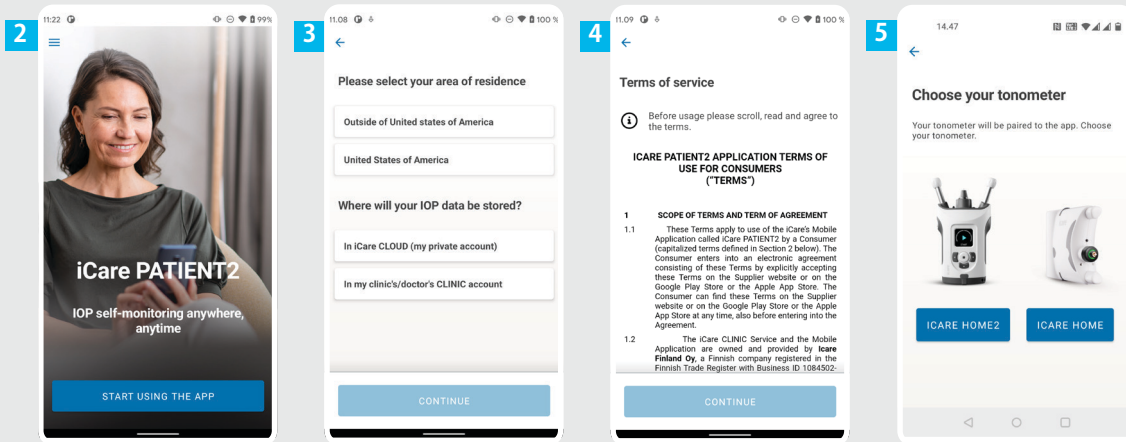 2
11:22
99%
iCare PATIENT2
IOP self-monitoring anywhere,
anytime
START USING THE APP
3
11.08
100 %
Please select your area of residence
Outside of United states of America
United States of America
Where will your IOP data be stored?
In iCare CLOUD (my private account)
In my clinic's/doctor's CLINIC account
CONTINUE
4
11.09
100 %
Terms of service
Before usage please scroll, read and agree to
the terms.
ICARE PATIENT2 APPLICATION TERMS OF
USE FOR CONSUMERS
("TERMS")
1 SCOPE OF TERMS AND TERM OF AGREEMENT
1.1 These Terms apply to use of the iCare's Mobile
Application called iCare PATIENT2 by a Consumer
(capitalized terms defined in Section 2 below). The
Consumer enters into an electronic agreement
consisting of these Terms by explicitly accepting
these Terms on the Supplier website or on the
Google Play Store or the Apple App Store. The
Consumer can find these Terms on the Supplier
website or on the Google Play Store or the Apple
App Store at any time, also before entering into the
Agreement.
1.2 The iCare CLINIC Service and the Mobile
Application are owned and provided by Icare
Finland Oy, a Finnish company registered in the
Finnish Trade Register with Business ID 1084502-
CONTINUE
5
14.47
Choose your tonometer
Your tonometer will be paired to the app. Choose
your tonometer.
ICARE HOME2
ICARE HOME